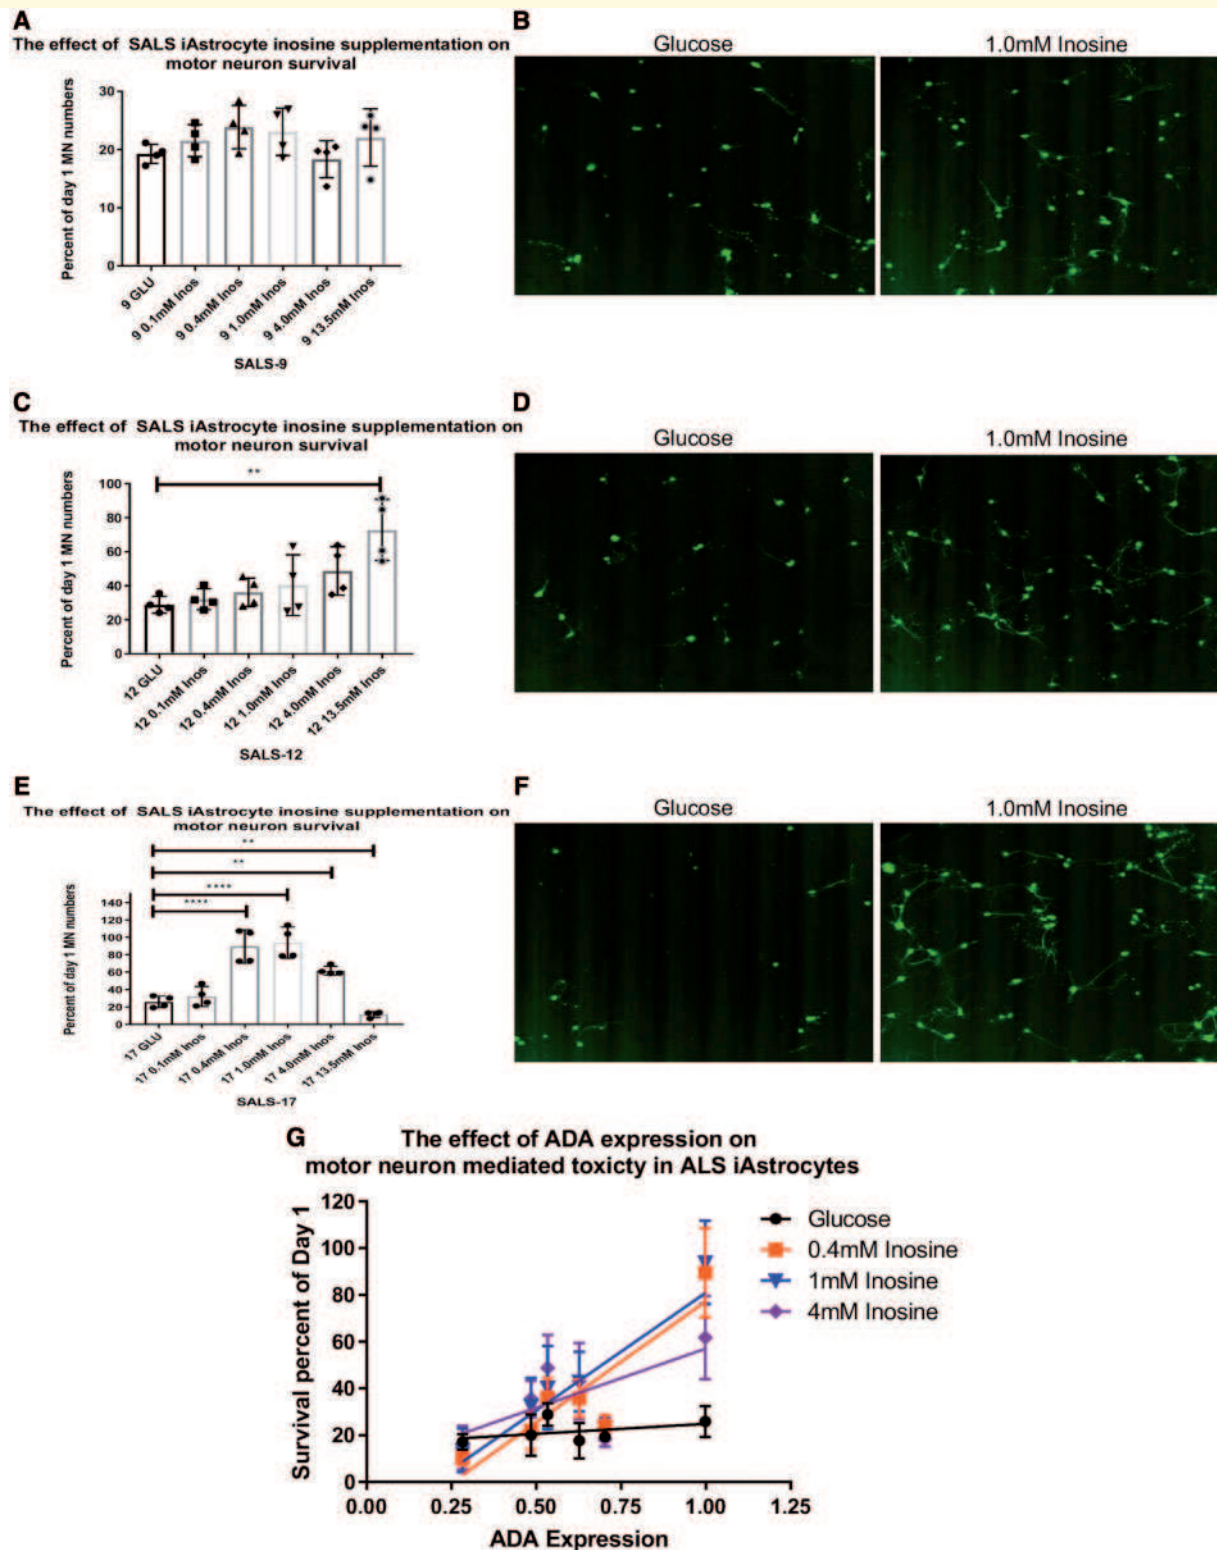 A
The effect of SALS iAstrocyte inosine supplementation on
motor neuron survival
Percent of day 1 MN numbers
30
20
10
0
9 GLU
9 0.1mM Inos
9 0.4mM Inos
9 1.0mM Inos
9 4.0mM Inos
9 13.5mM Inos
SALS-9
B
Glucose
1.0mM Inosine
C
The effect of SALS iAstrocyte inosine supplementation on
motor neuron survival
Percent of day 1 MN numbers
**
100
80
60
40
20
0
12 GLU
12 0.1mM Inos
12 0.4mM Inos
12 1.0mM Inos
12 4.0mM Inos
12 13.5mM Inos
SALS-12
D
Glucose
1.0mM Inosine
E
The effect of SALS iAstrocyte inosine supplementation on
motor neuron survival
**
**
****
****
Percent of day 1 MN numbers
140
120
100
80
60
40
20
0
17 GLU
17 0.1mM Inos
17 0.4mM Inos
17 1.0mM Inos
17 4.0mM Inos
17 13.5mM Inos
SALS-17
F
Glucose
1.0mM Inosine
G
The effect of ADA expression on
motor neuron mediated toxicty in ALS iAstrocytes
Survival percent of Day 1
120
100
80
60
40
20
0
0.00
0.25
0.50
0.75
1.00
1.25
ADA Expression
Glucose
0.4mM Inosine
1mM Inosine
4mM Inosine